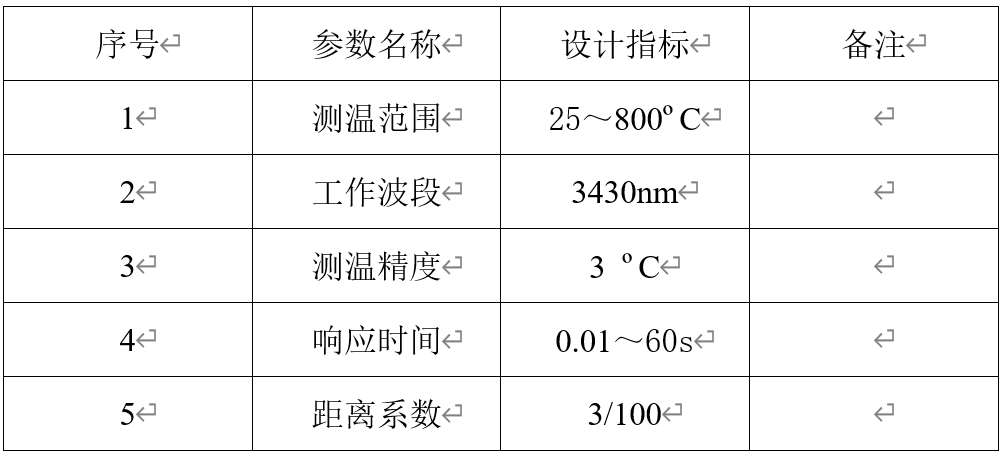 序号 参数名称 设计指标 备注
1 测温范围 25～800ºC
2 工作波段 3430nm
3 测温精度 3 ºC
4 响应时间 0.01～60s
5 距离系数 3/100